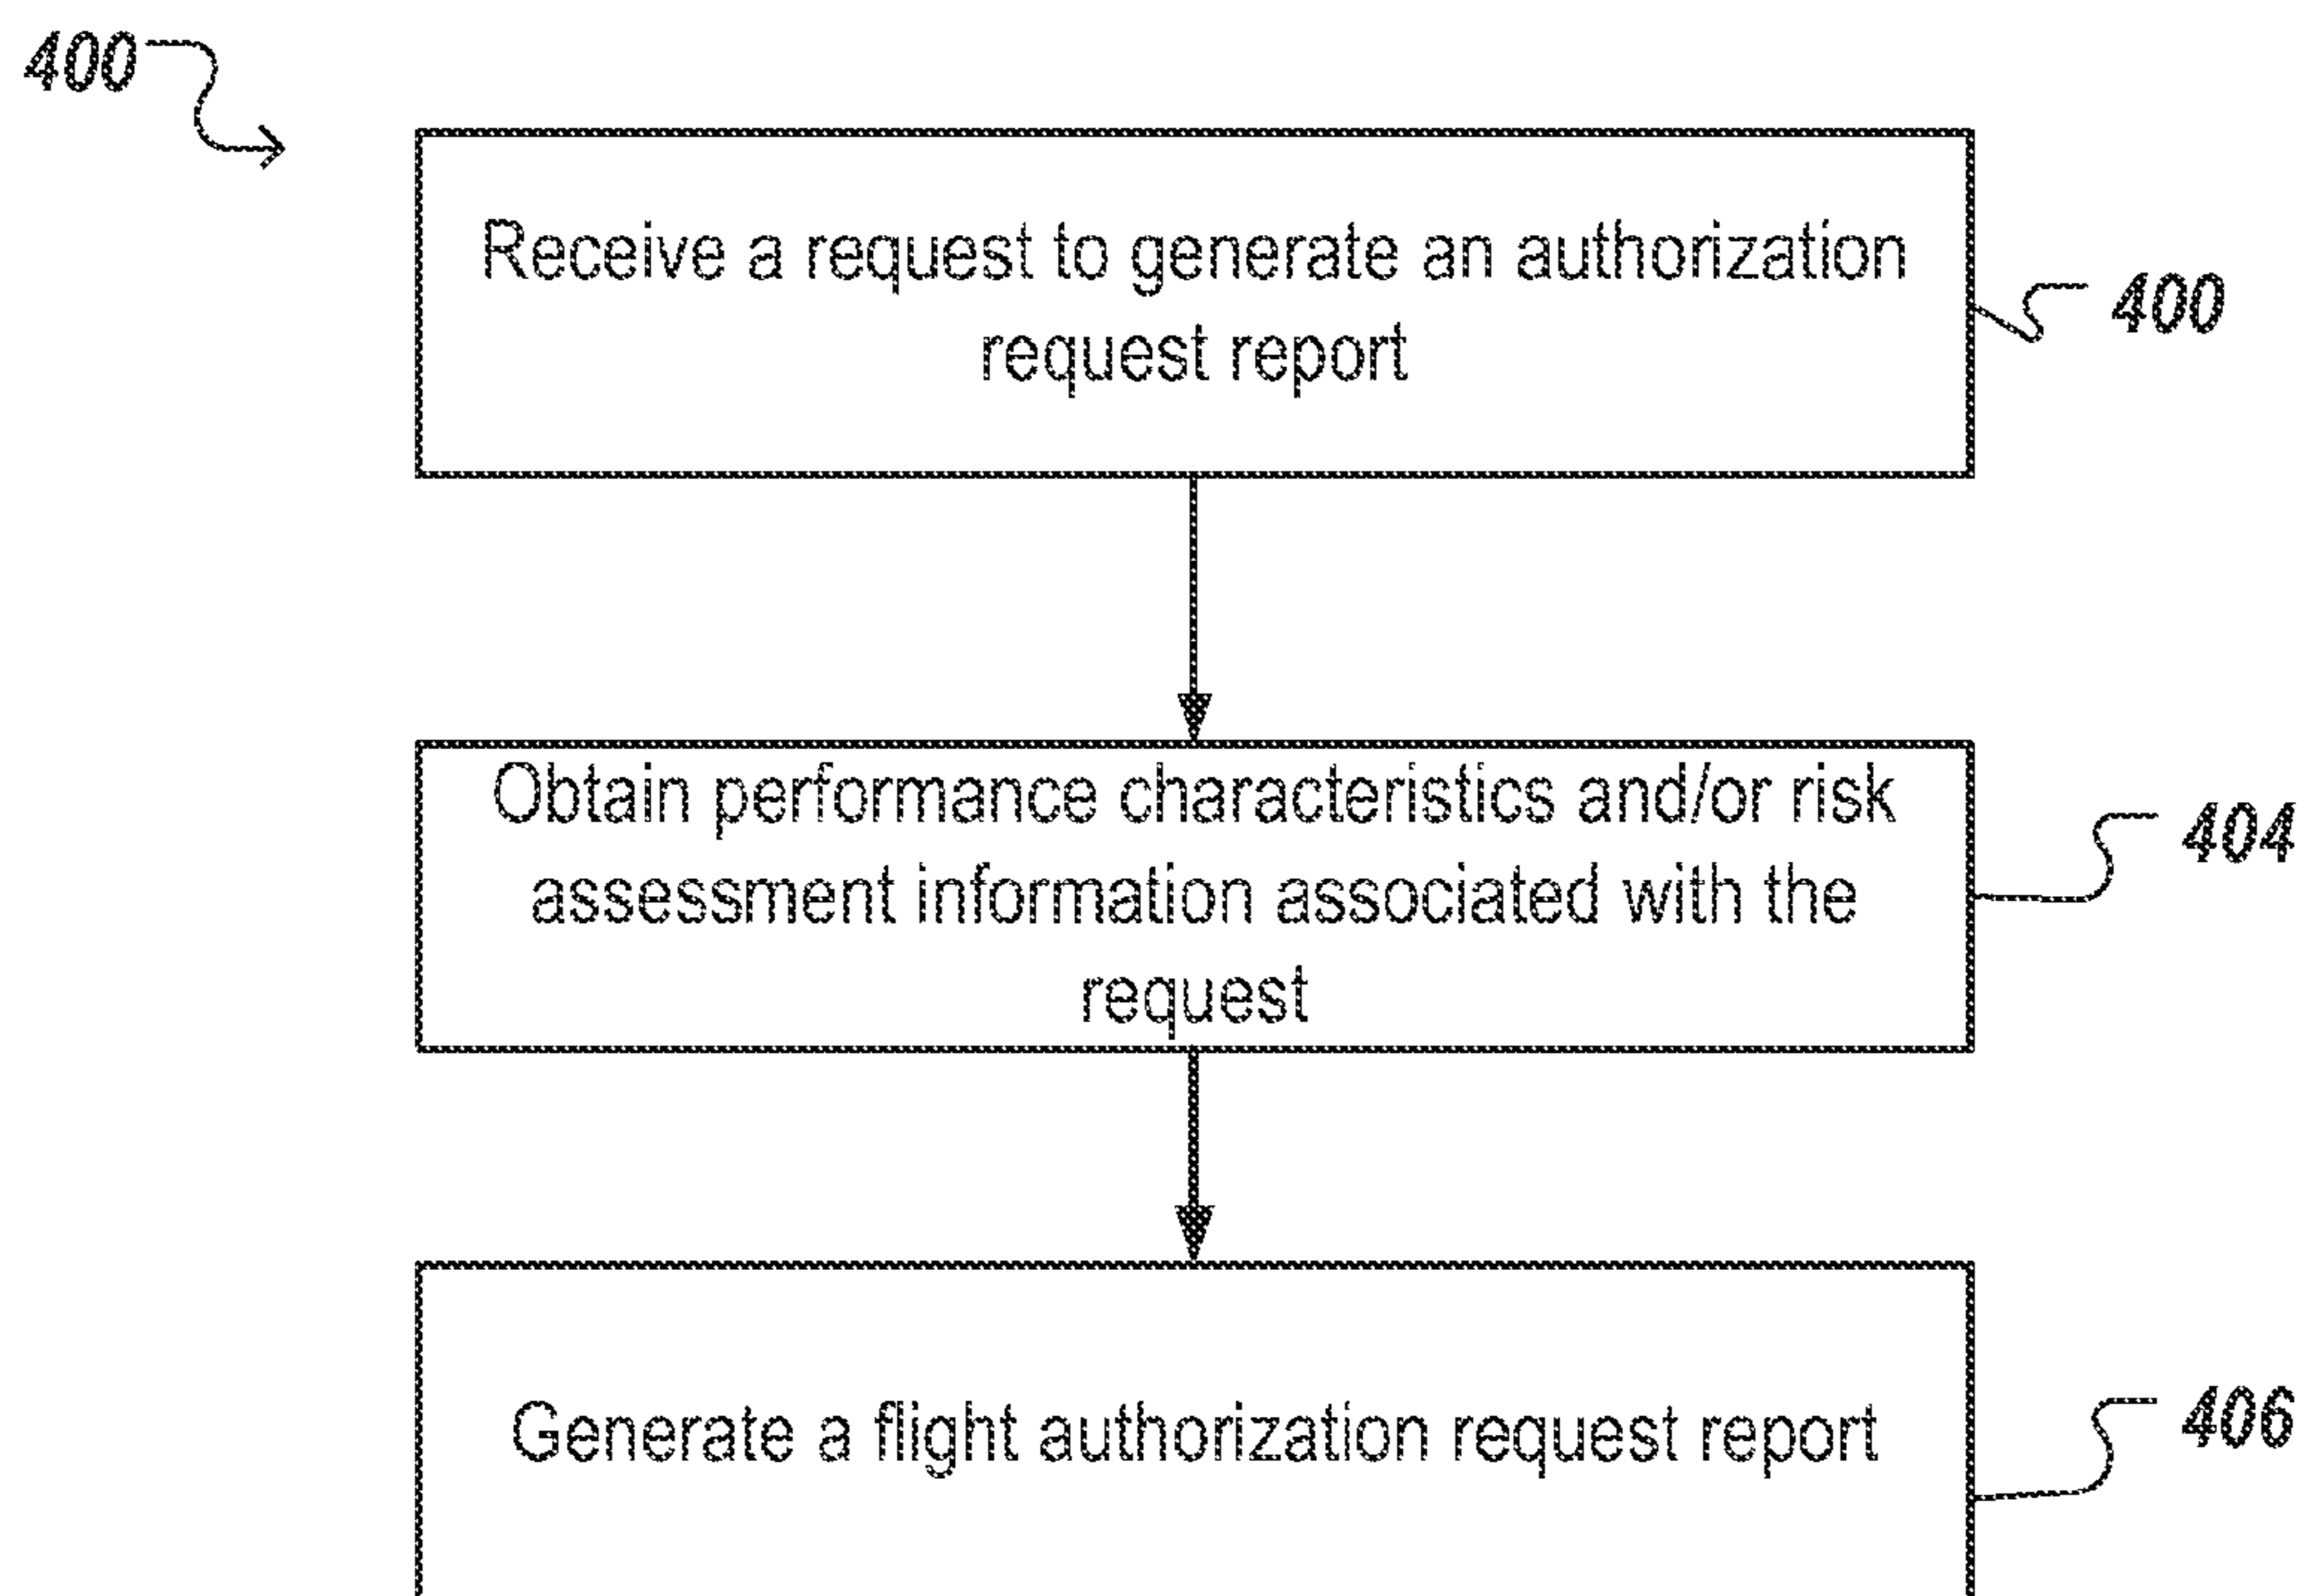 400
Receive a request to generate an authorization
request report
400
Obtain performance characteristics and/or risk
assessment information associated with the
request
404
Generate a flight authorization request report
406